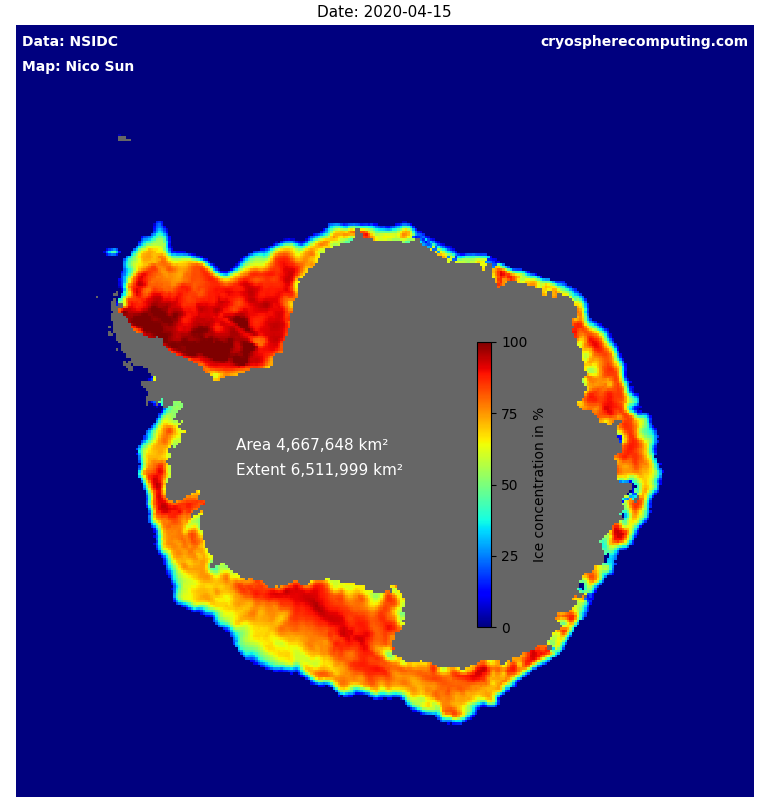 Date: 2020-04-15
Data: NSIDC
cryospherecomputing.com
Map: Nico Sun
100
75
50
25
0
Ice concentration in %
Area 4,667,648 km²
Extent 6,511,999 km²